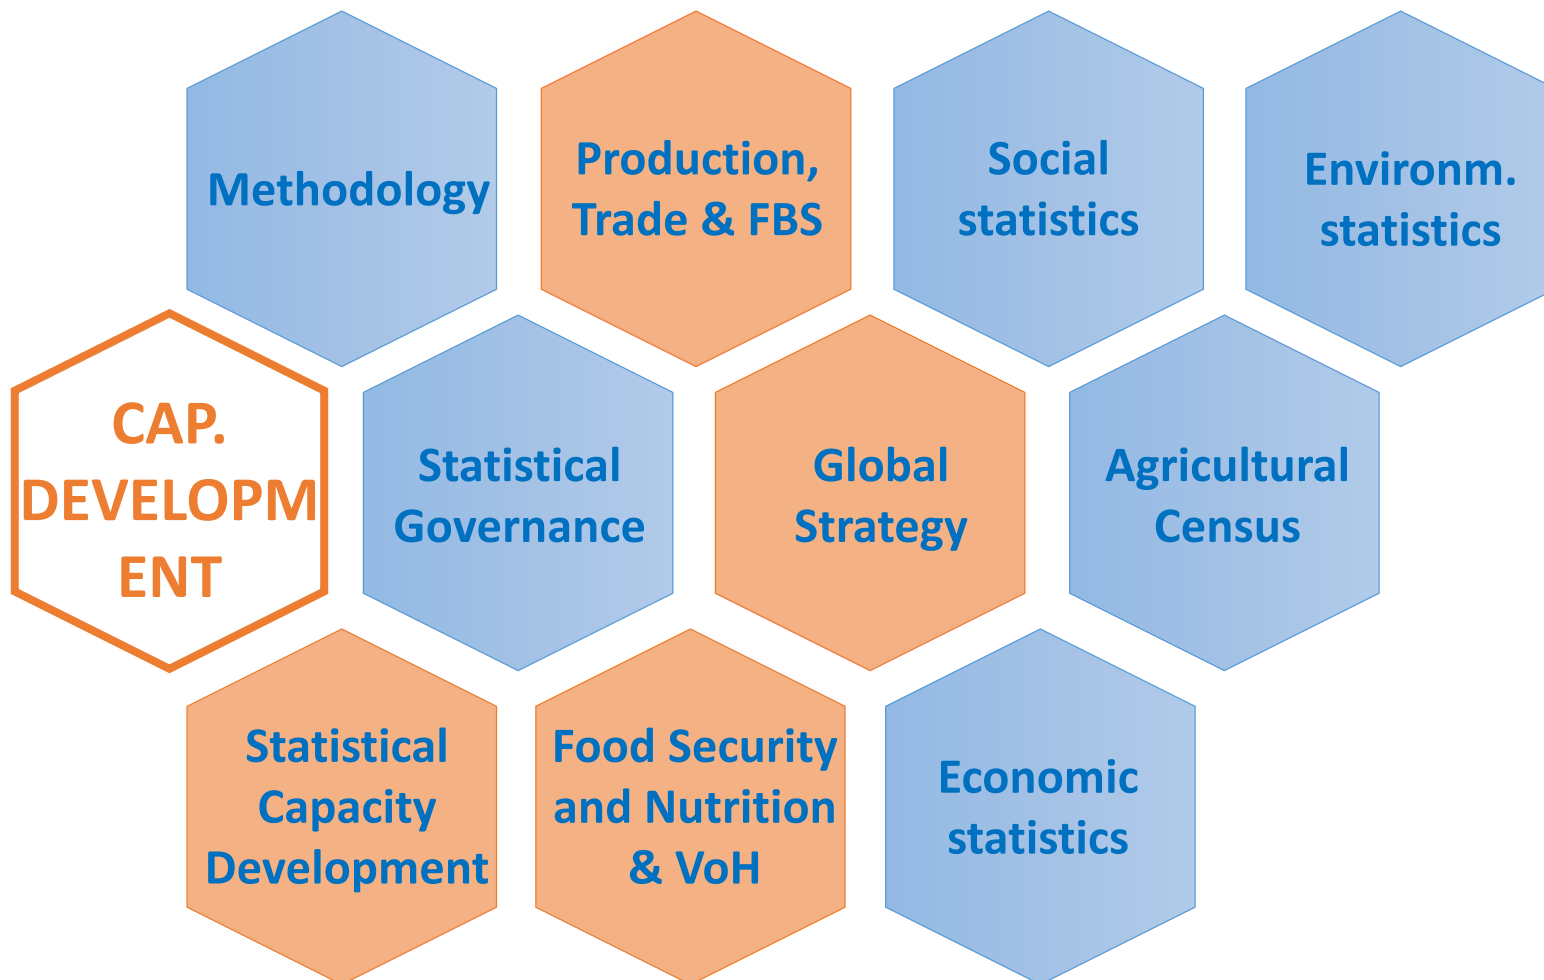 Methodology
Production,
Trade & FBS
Social
statistics
Environm.
statistics
CAP.
DEVELOPM
ENT
Statistical
Governance
Global
Strategy
Agricultural
Census
Statistical
Capacity
Development
Food Security
and Nutrition
& VoH
Economic
statistics